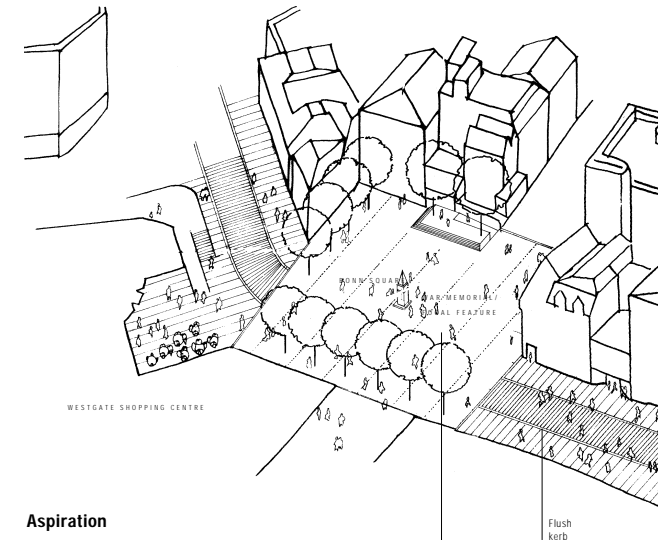 BONN SQUARE
WAR MEMORIAL/
FOCAL FEATURE
WESTGATE SHOPPING CENTRE
Aspiration
Flush
kerb